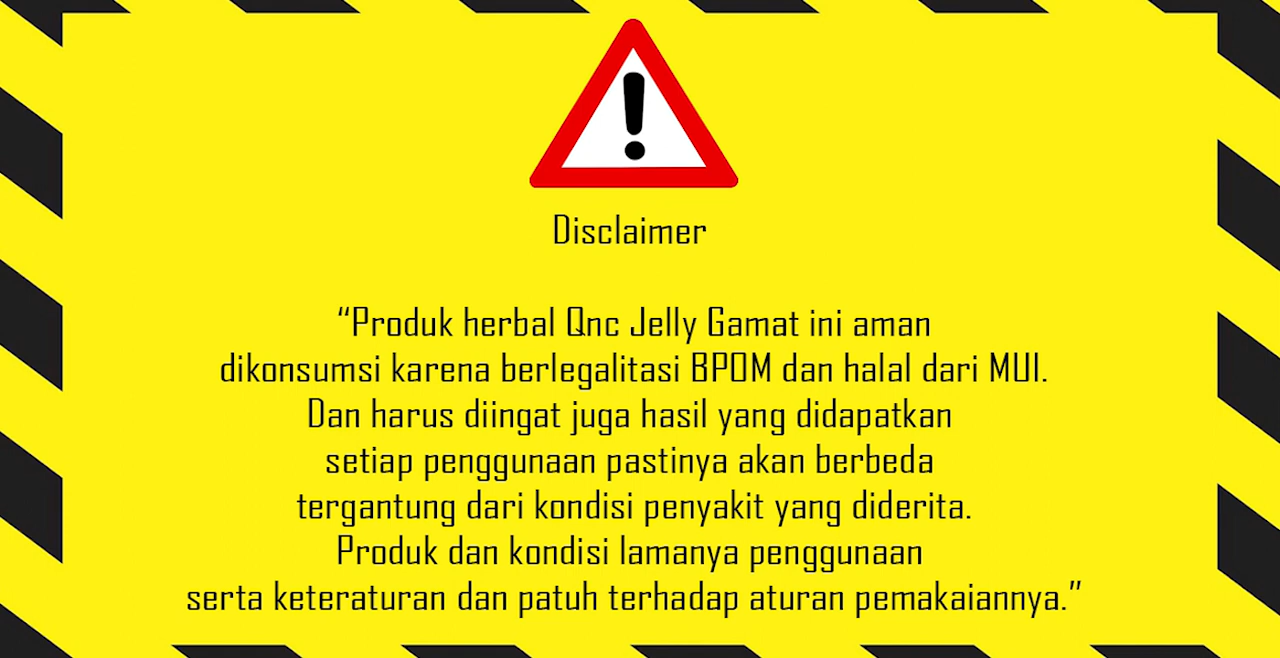 Disclaimer
“Produk herbal Qnc Jelly Gamat ini aman
dikonsumsi karena berlegalitasi BPOM dan halal dari MUI.
Dan harus diingat juga hasil yang didapatkan
setiap penggunaan pastinya akan berbeda
tergantung dari kondisi penyakit yang diderita.
Produk dan kondisi lamanya penggunaan
serta keteraturan dan patuh terhadap aturan pemakaiannya.”